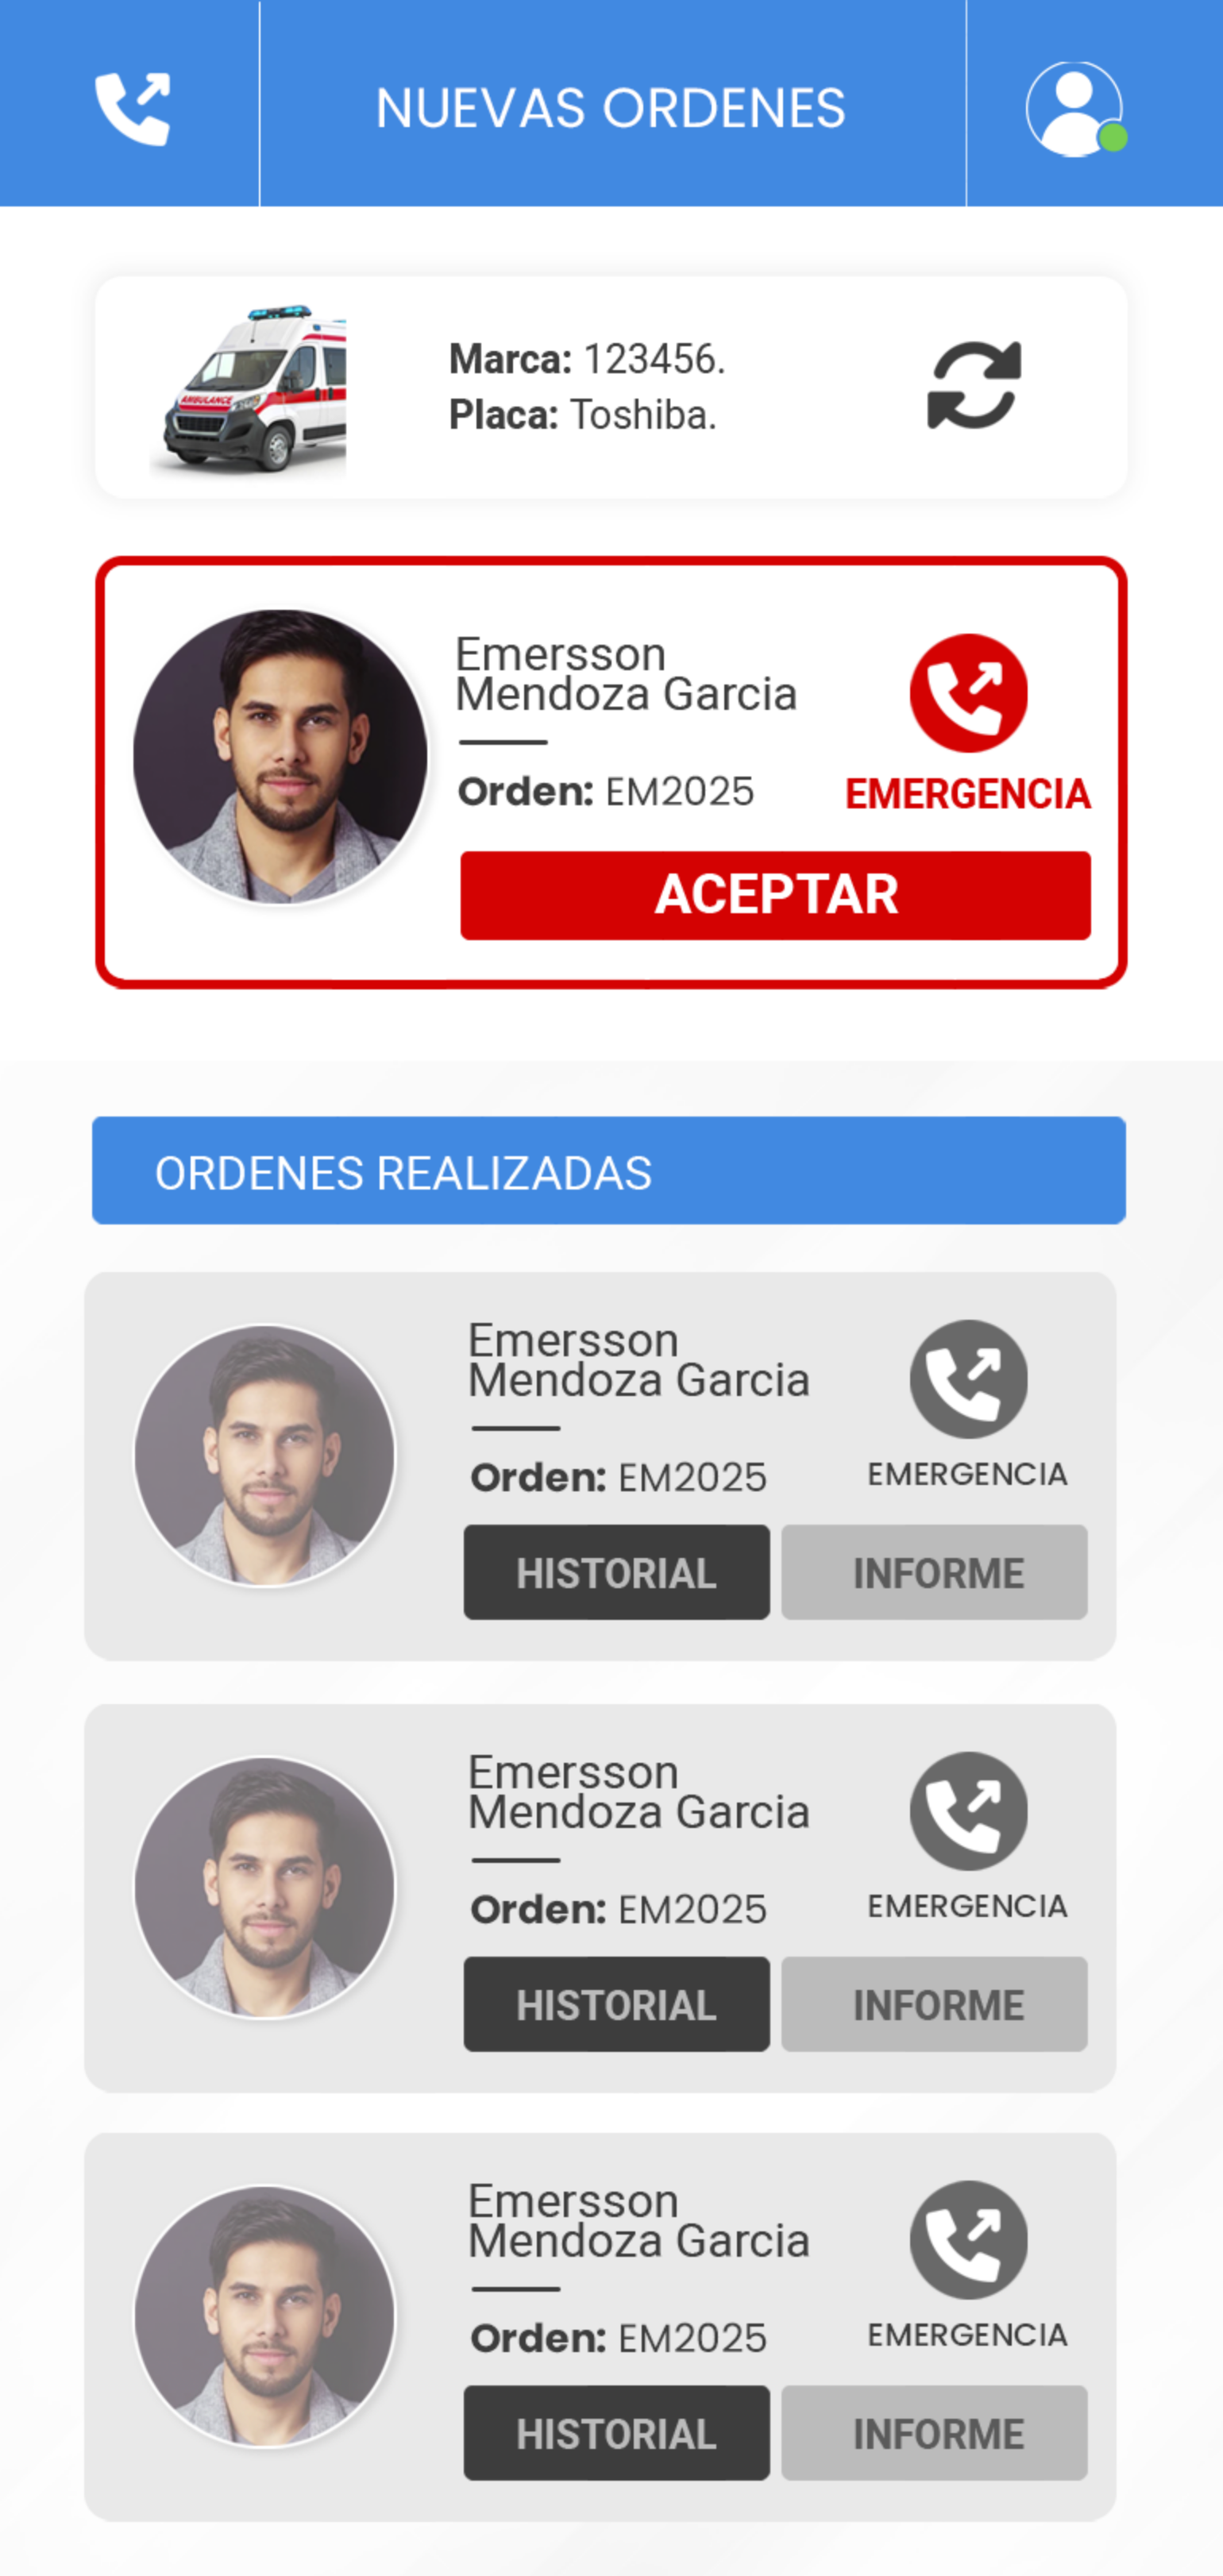 NUEVAS ORDENES
AMBULANCE
Marca: 123456.
Placa: Toshiba.
Emersson
Mendoza Garcia
Orden: EM2025
EMERGENCIA
ACEPTAR
ORDENES REALIZADAS
Emersson
Mendoza Garcia
Orden: EM2025
EMERGENCIA
HISTORIAL
INFORME
Emersson
Mendoza Garcia
Orden: EM2025
EMERGENCIA
HISTORIAL
INFORME
Emersson
Mendoza Garcia
Orden: EM2025
EMERGENCIA
HISTORIAL
INFORME